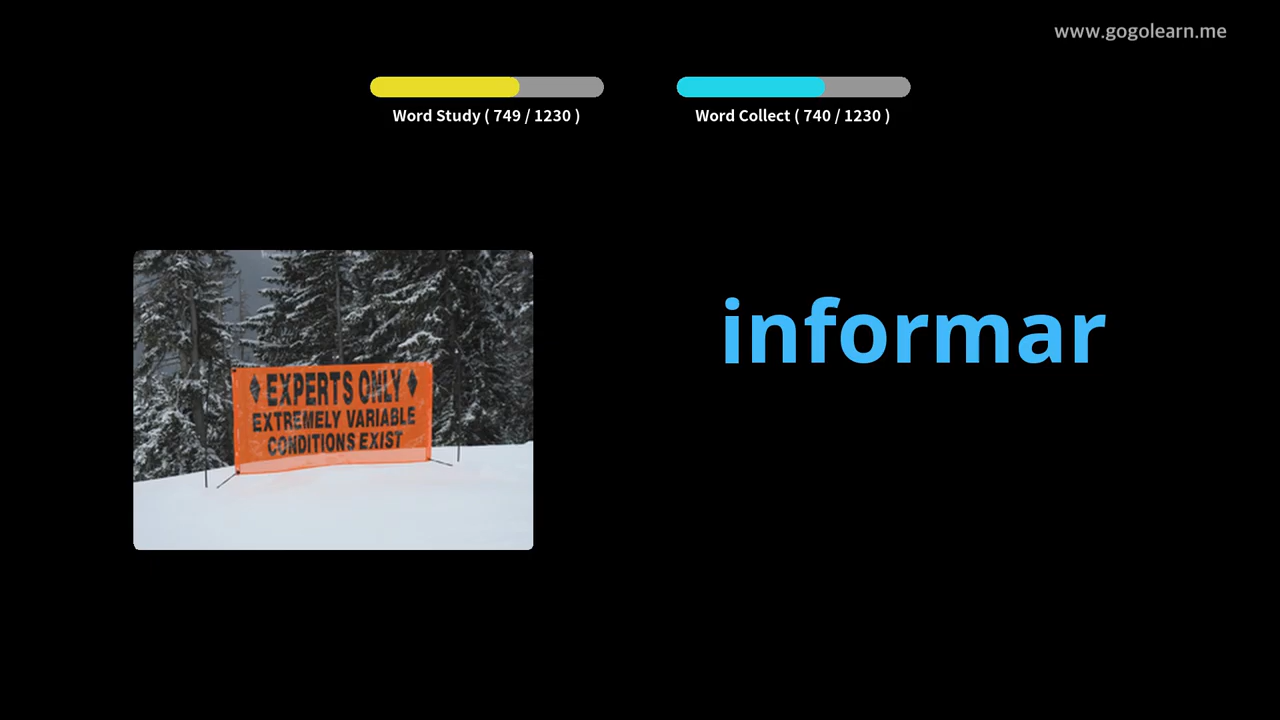 www.gogolearn.me
Word Study ( 749 / 1230 )
Word Collect ( 740 / 1230 )
EXPERTS ONLY
EXTREMELY VARIABLE
CONDITIONS EXIST
informar